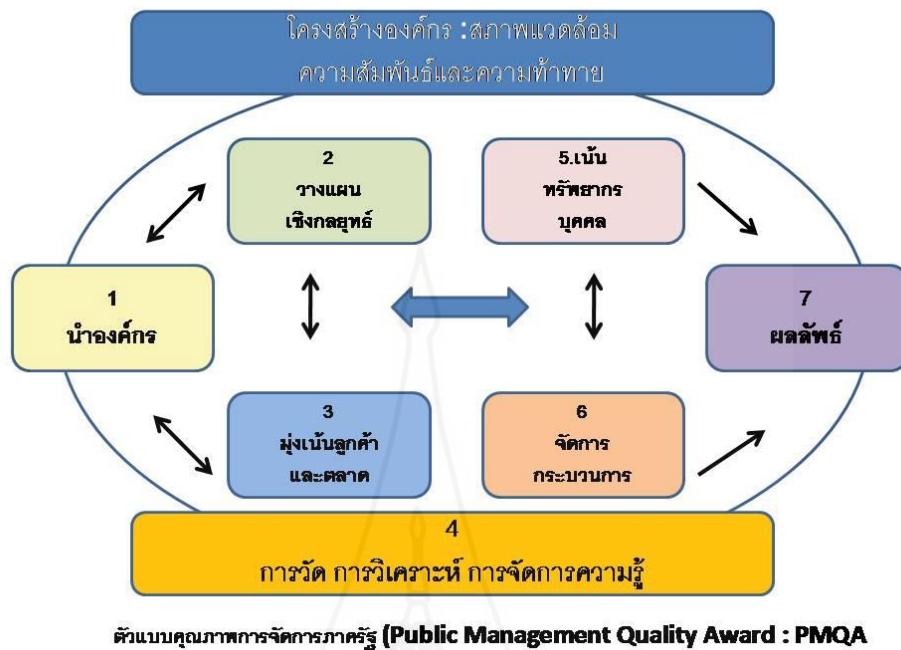 โครงสร้างองค์กร :สภาพแวดล้อม
ความสัมพันธ์และความท้าทาย
2
วางแผน
เชิงกลยุทธ์
5.เน้น
ทรัพยากร
บุคคล
1
นำองค์กร
7
ผลลัพธ์
3
มุ่งเน้นลูกค้า
และตลาด
6
จัดการ
กระบวนการ
4
การวัด การวิเคราะห์ การจัดการความรู้
ตัวแบบคุณภาพการจัดการภาครัฐ (Public Management Quality Award : PMQA